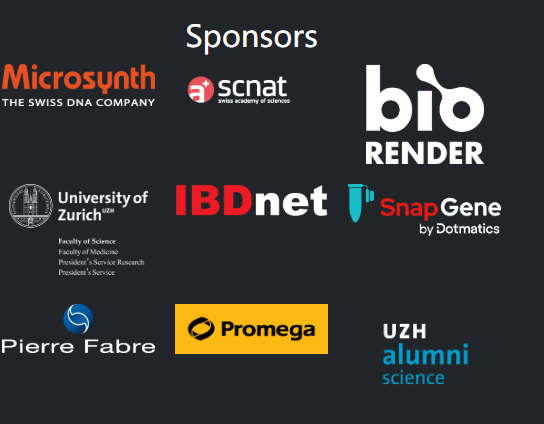 Sponsors
Microsynth
THE SWISS DNA COMPANY
a+ scnat
swiss academy of sciences
bio
RENDER
University of
Zurich UZH
Faculty of Science
Faculty of Medicine
President's Service Research
President's Service
IBDnet
SnapGene
by Dotmatics
Pierre Fabre
Promega
UZH
alumni
science